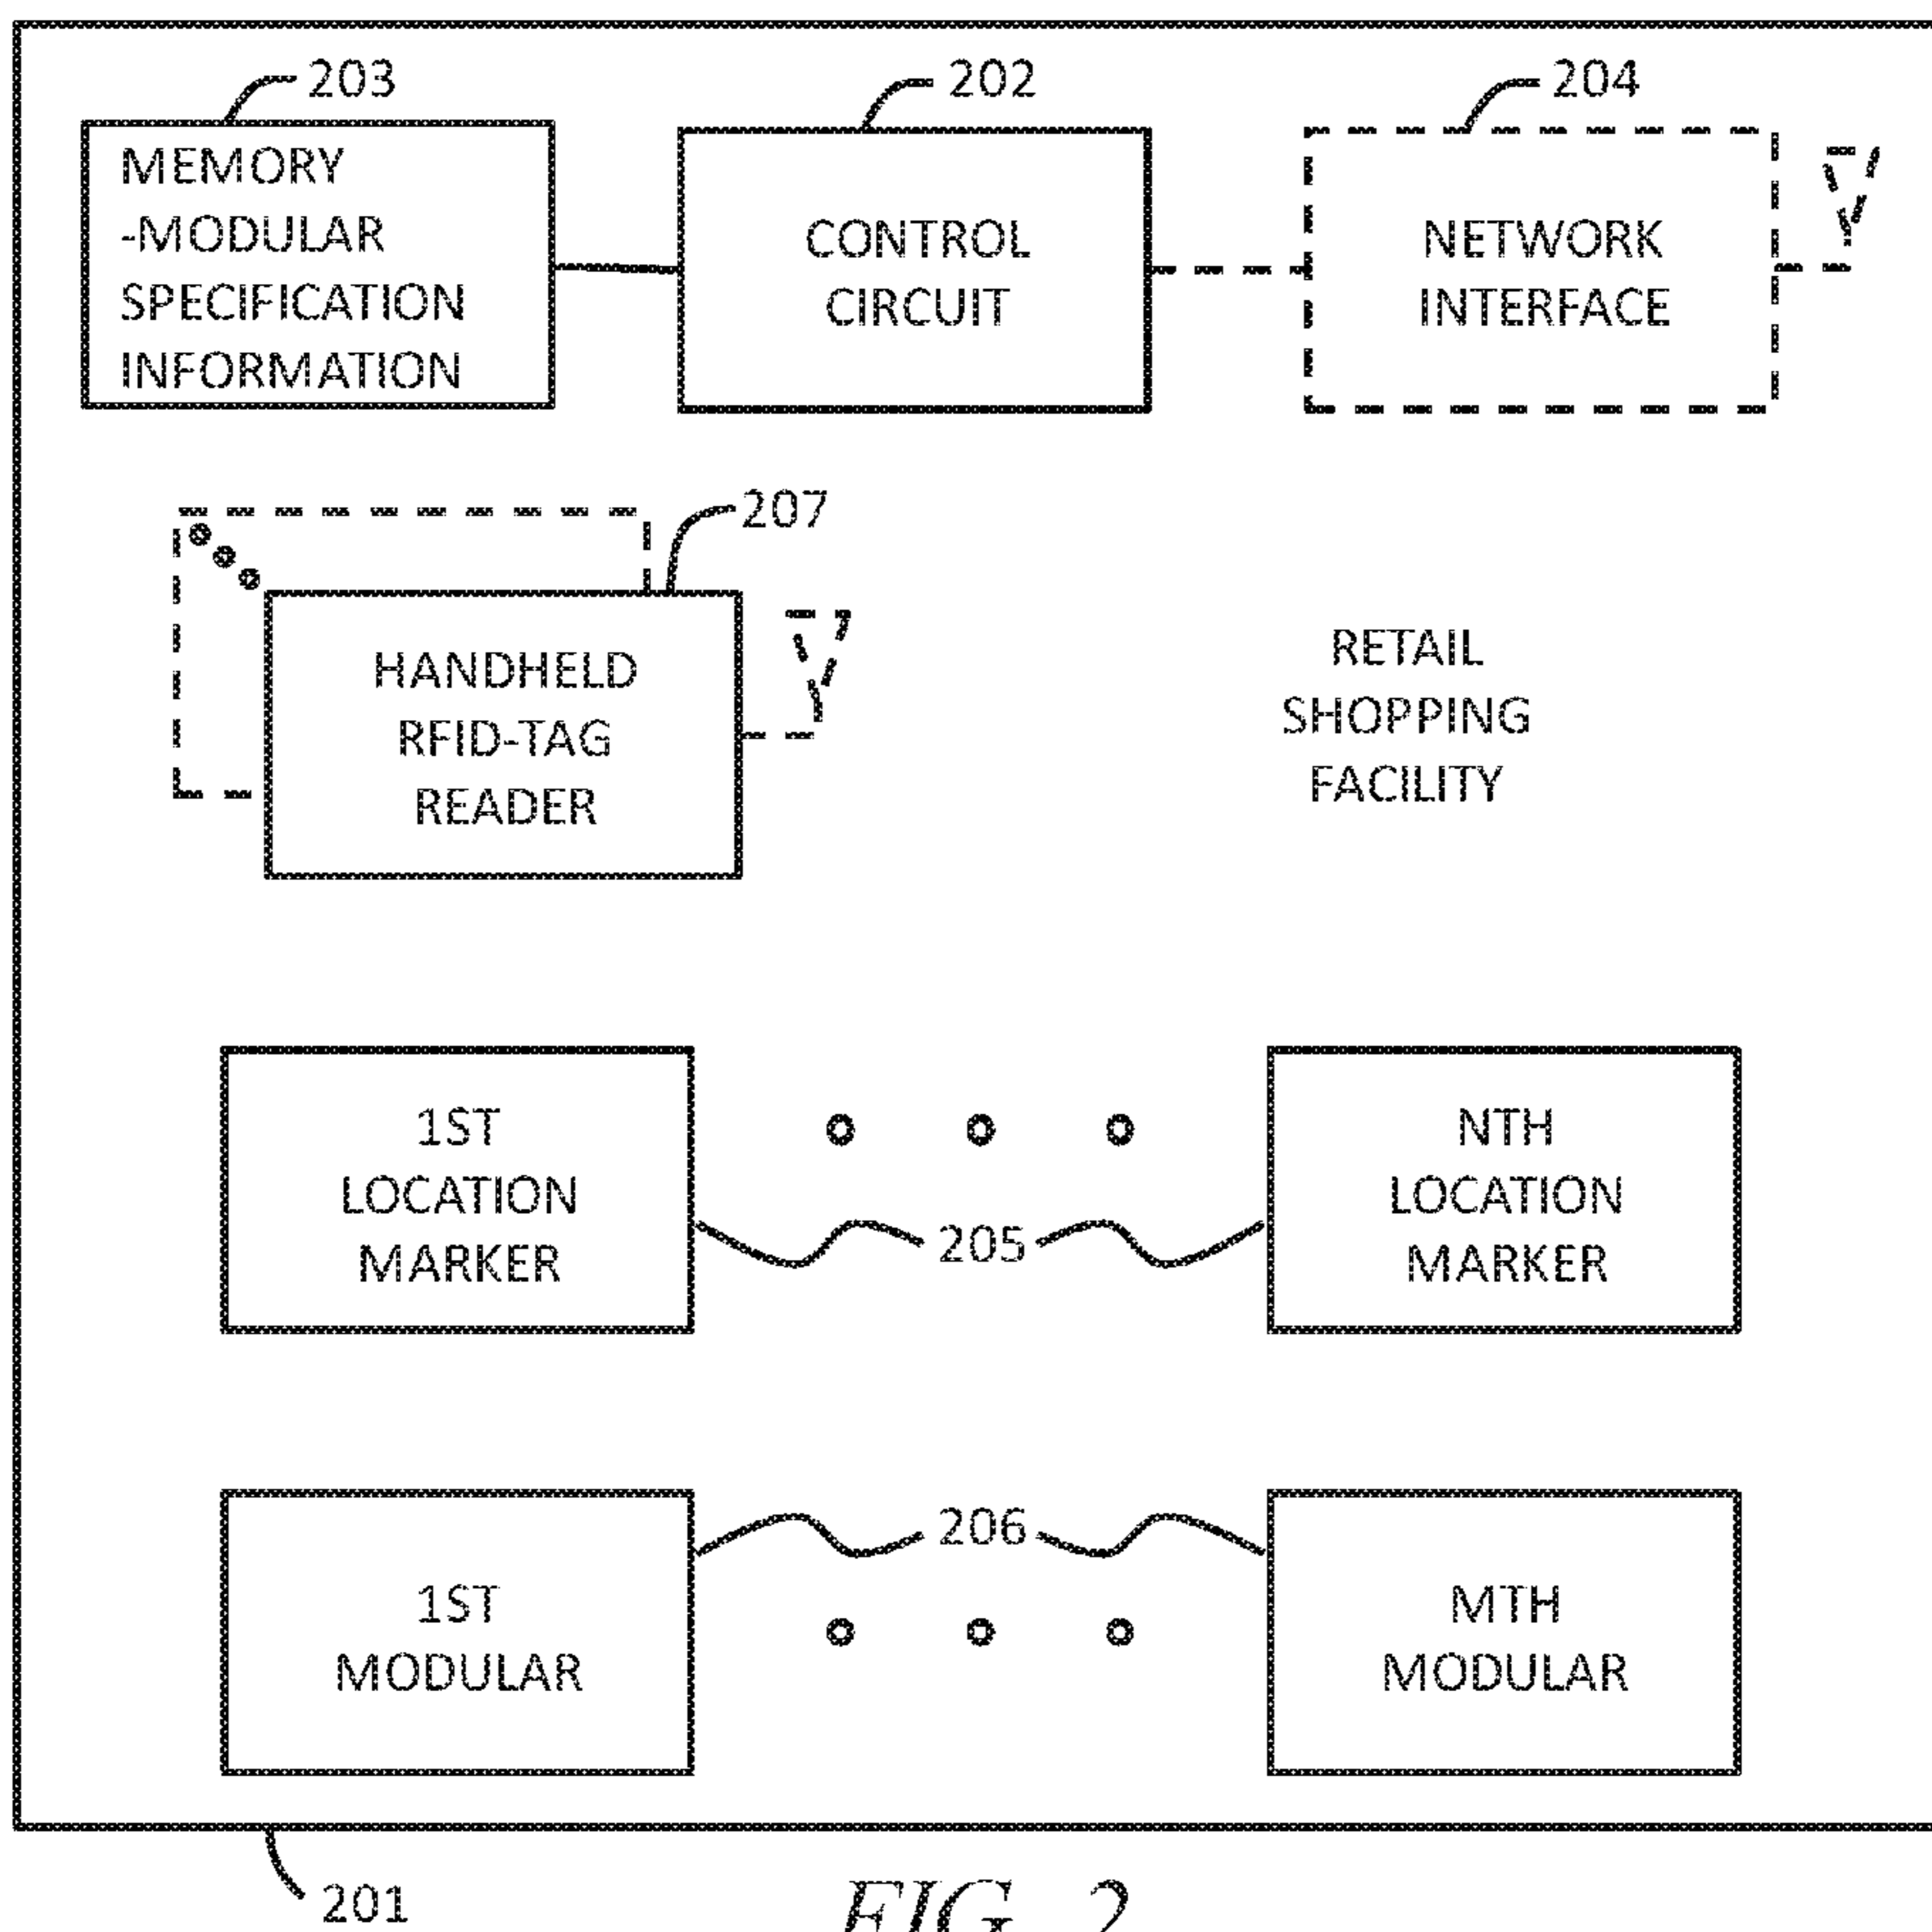 203
202
204
MEMORY
-MODULAR
SPECIFICATION
INFORMATION
CONTROL
CIRCUIT
NETWORK
INTERFACE
207
HANDHELD
RFID-TAG
READER
RETAIL
SHOPPING
FACILITY
1ST
LOCATION
MARKER
205
NTH
LOCATION
MARKER
206
1ST
MODULAR
MTH
MODULAR
201
FIG. 2